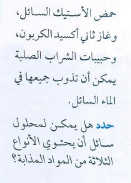 حمض الأستيك السائل،
وغاز ثاني أكسيد الكربون،
وحبيبات الشراب الصلبة
يمكن أن تذوب جميعها في
الماء السائل.
حدد هل يمكن لمحلول
سائل أن يحتوي الأنواع
الثلاثة من المواد المذابة؟